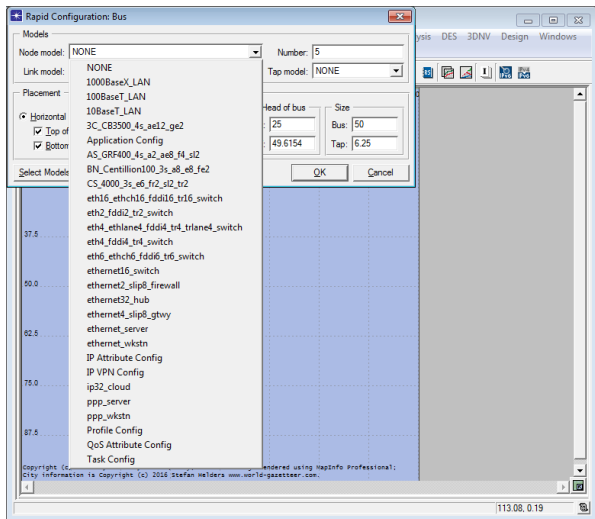 Rapid Configuration: Bus
ysis DES 3DNV Design Windows
Models
Node model: NONE Number: 5
Link model: Tap model: NONE
NONE
1000BaseX_LAN
100BaseT_LAN
10BaseT_LAN
3C_CB3500_4s_ae12_ge2
Application Config
AS_GRF400_4s_a2_ae8_f4_sl2
BN_Centillion100_3s_a8_e8_fe2
CS_4000_3s_e6_fr2_sl2_tr2
eth16_ethch16_fddi16_tr16_switch
eth2_fddi2_tr2_switch
eth4_ethlane4_fddi4_tr4_trlane4_switch
eth4_fddi4_tr4_switch
eth6_ethch6_fddi6_tr6_switch
ethernet16_switch
ethernet2_slip8_firewall
ethernet32_hub
ethernet4_slip8_gtwy
ethernet_server
ethernet_wkstn
IP Attribute Config
IP VPN Config
ip32_cloud
ppp_server
ppp_wkstn
Profile Config
QoS Attribute Config
Task Config
Placement
Horizontal
Top of
Bottom
Head of bus
: 25
: 49.6154
Size
Bus: 50
Tap: 6.25
Select Models
OK Cancel
37.5
50.0
62.5
75.0
87.5
Copyright (c endered using MapInfo Professional;
City information is Copyright (c) 2016 Stefan Helders www.world-gazetteer.com.
113.08, 0.19